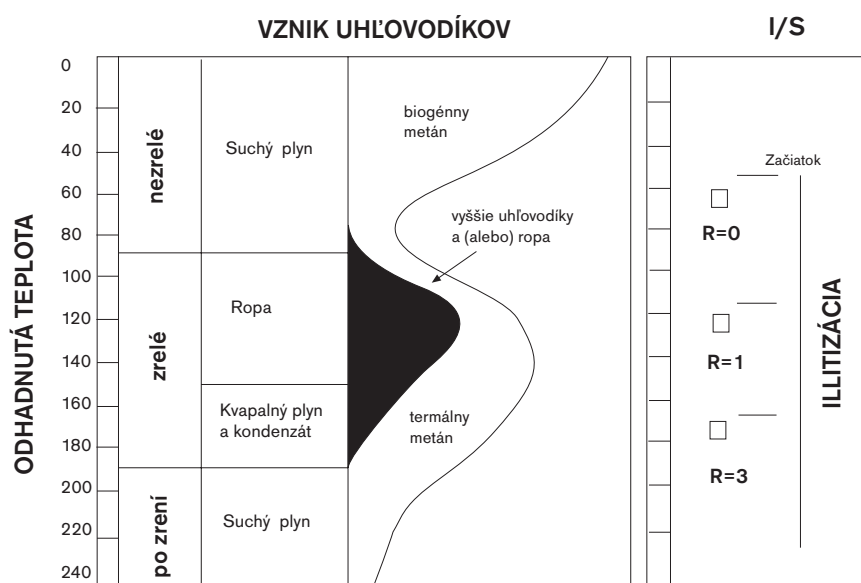 VZNIK UHĽOVODÍKOV
I/S
ODHADNUTÁ TEPLOTA
0
20
40
60
80
100
120
140
160
180
200
220
240
nezrelé
zrelé
po zrení
Suchý plyn
Ropa
Kvapalný plyn
a kondenzát
Suchý plyn
biogénny
metán
vyššie uhľovodíky
a (alebo) ropa
termálny
metán
Začiatok
R=0
R=1
R=3
ILLITIZÁCIA